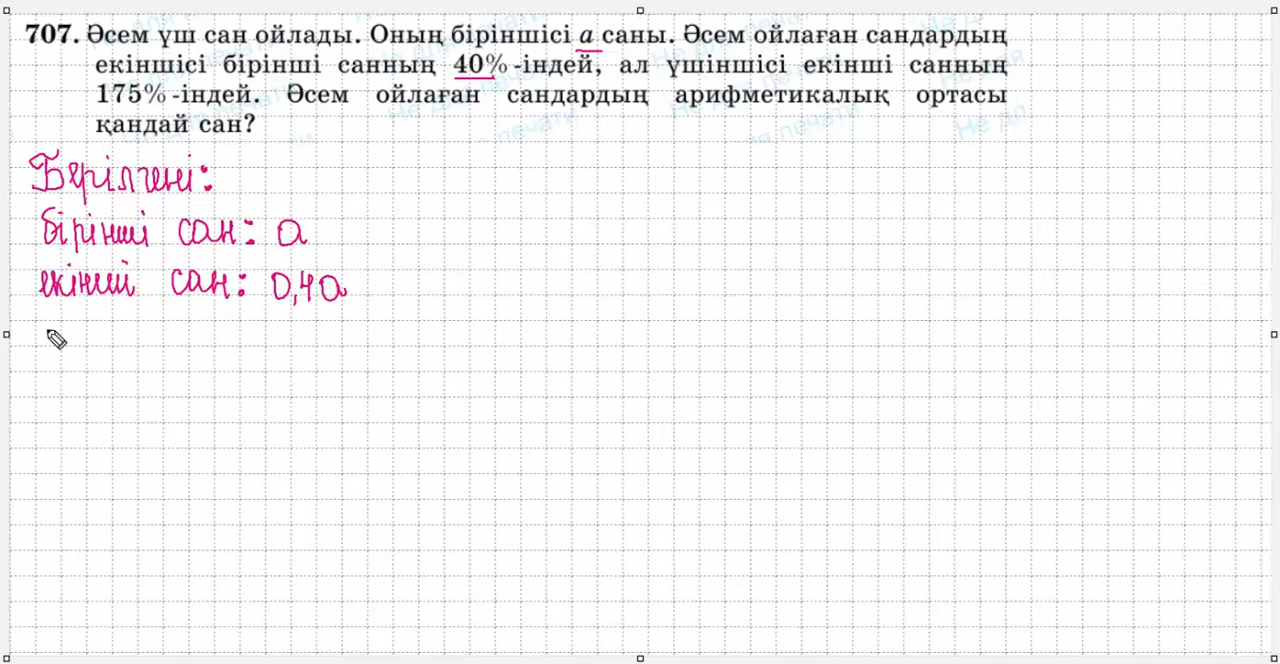 707. Әсем үш сан ойлады. Оның біріншісі a саны. Әсем ойлаған сандардың
екіншісі бірінші санның 40%-індей, ал үшіншісі екінші санның
175%-індей. Әсем ойлаған сандардың арифметикалық ортасы
қандай сан?
Берілгені:
бірінші сан: a
екінші сан: 0,4a